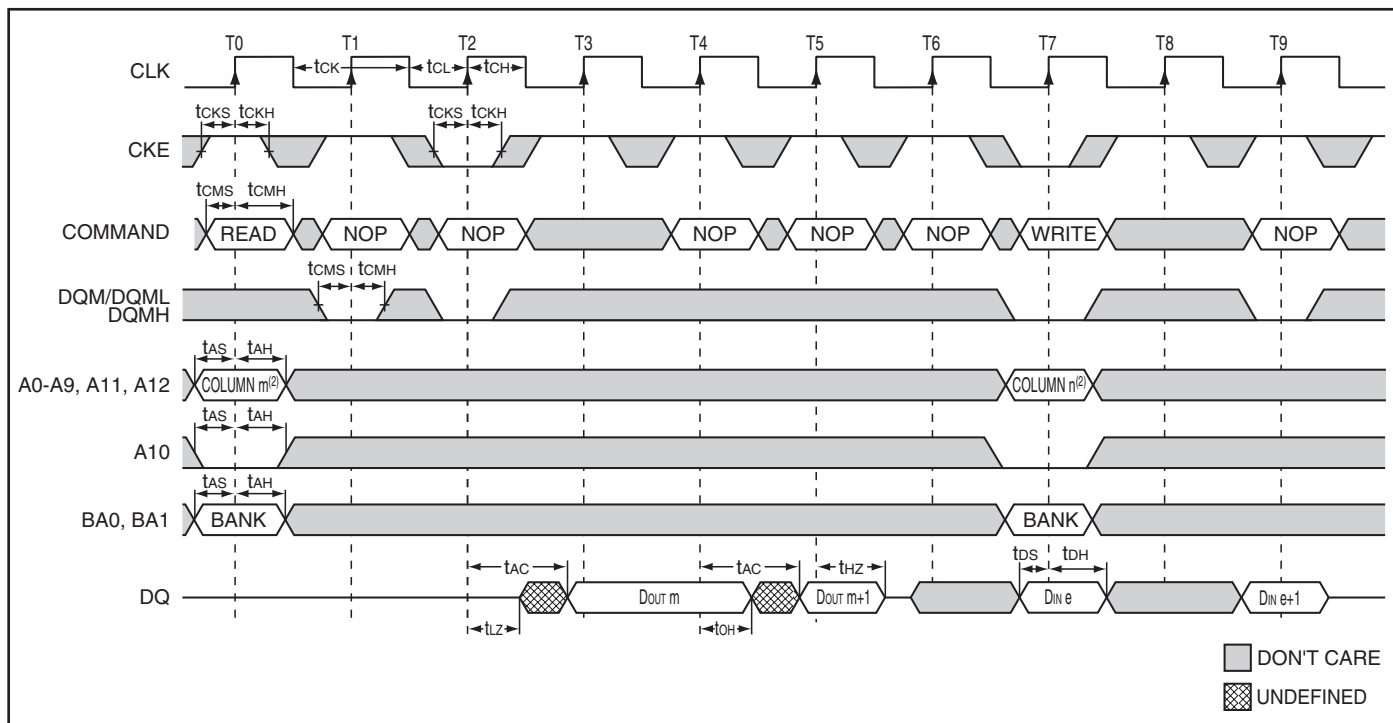 T0 T1 T2 T3 T4 T5 T6 T7 T8 T9
CLK tCK tCL tCH
tCKS tCKH tCKS tCKH
CKE
tCMS tCMH
COMMAND READ NOP NOP NOP NOP NOP WRITE NOP
tCMS tCMH
DQM/DQML
DQMH
tAS tAH
A0-A9, A11, A12 COLUMN m(2) COLUMN n(2)
tAS tAH
A10
tAS tAH
BA0, BA1 BANK BANK
tAC tAC tHZ tDS tDH
DQ DOUT m DOUT m+1 DIN e DIN e+1
tLZ tOH
DON'T CARE
UNDEFINED